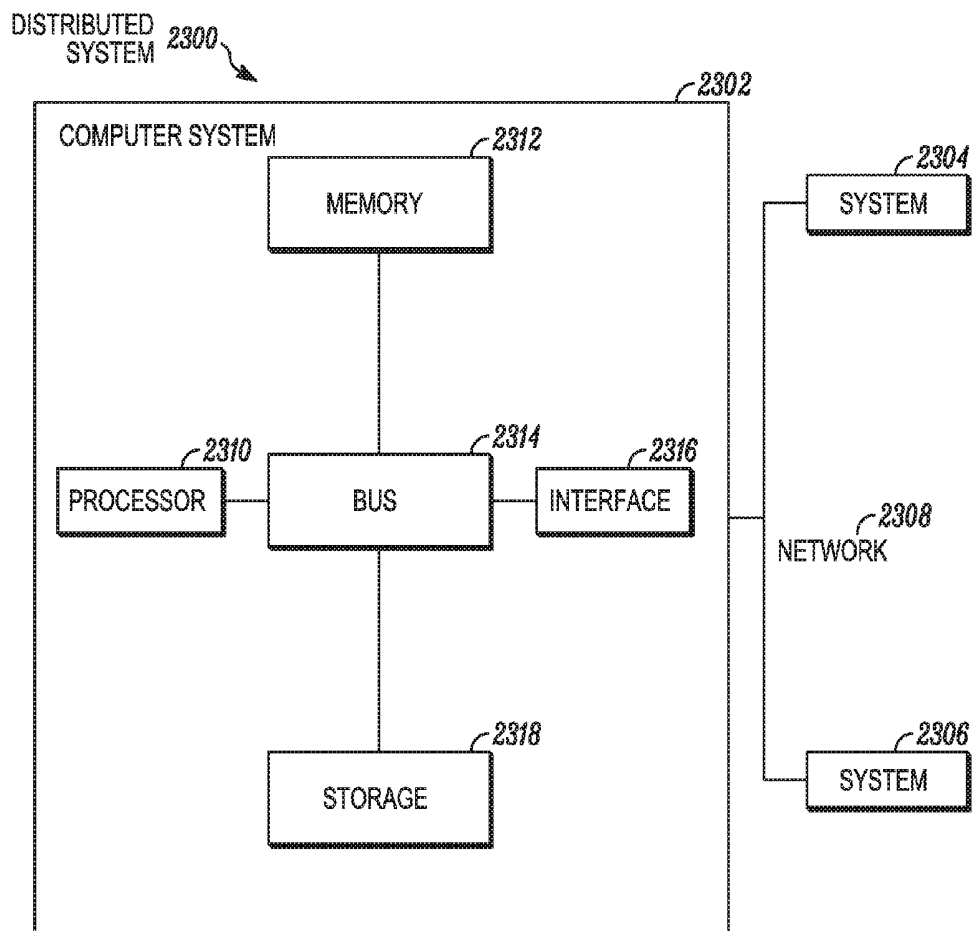 DISTRIBUTED
SYSTEM 2300
2302
COMPUTER SYSTEM
2312
MEMORY
2304
SYSTEM
2310
PROCESSOR
2314
BUS
2316
INTERFACE
2308
NETWORK
2318
STORAGE
2306
SYSTEM